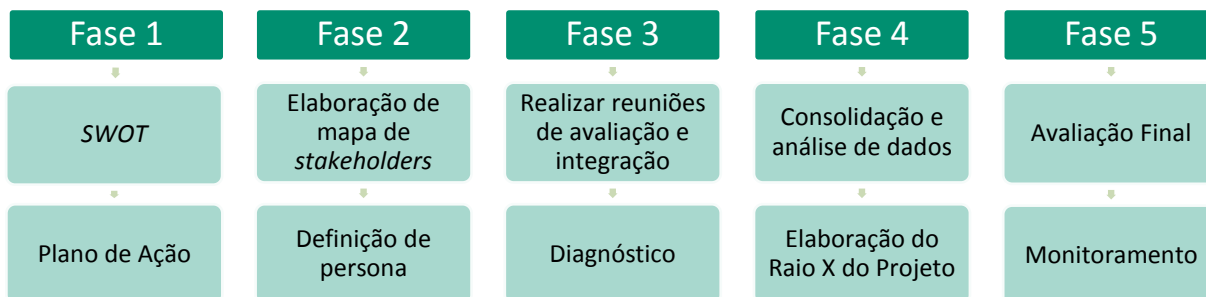 Fase 1
SWOT
Plano de Ação
Fase 2
Elaboração de
mapa de
stakeholders
Definição de
persona
Fase 3
Realizar reuniões
de avaliação e
integração
Diagnóstico
Fase 4
Consolidação e
análise de dados
Elaboração do
Raio X do Projeto
Fase 5
Avaliação Final
Monitoramento